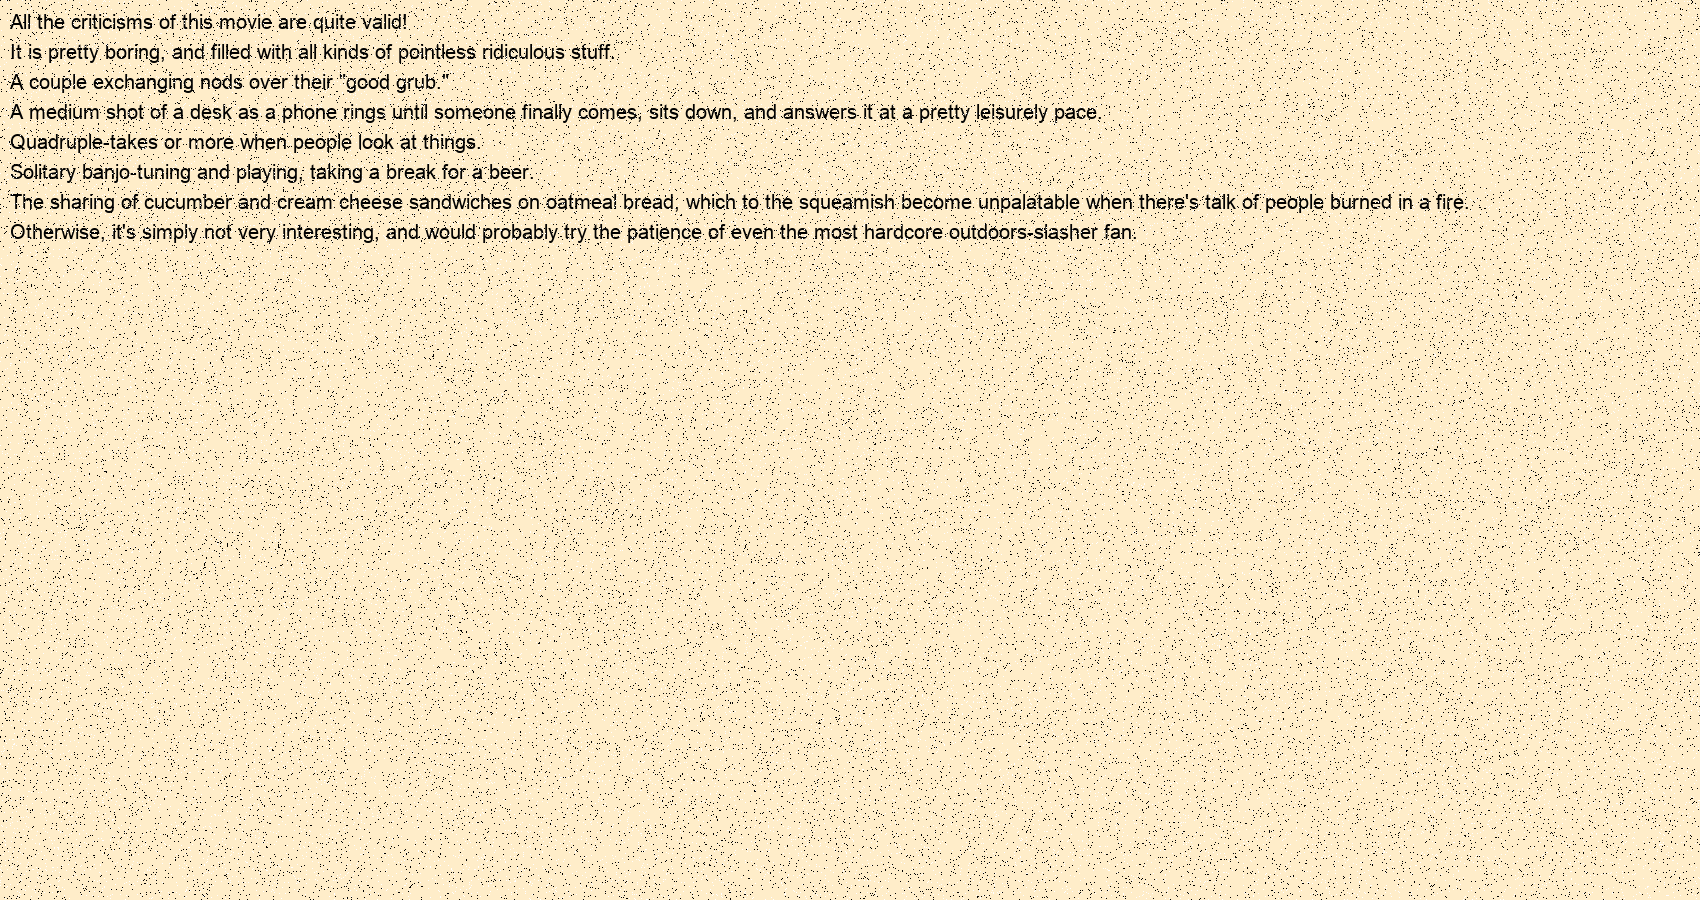 All the criticisms of this movie are quite valid!
It is pretty boring, and filled with all kinds of pointless ridiculous stuff.
A couple exchanging nods over their "good grub."
A medium shot of a desk as a phone rings until someone finally comes, sits down, and answers it at a pretty leisurely pace.
Quadruple-takes or more when people look at things.
Solitary banjo-tuning and playing, taking a break for a beer.
The sharing of cucumber and cream cheese sandwiches on oatmeal bread, which to the squeamish become unpalatable when there's talk of people burned in a fire.
Otherwise, it's simply not very interesting, and would probably try the patience of even the most hardcore outdoors-slasher fan.